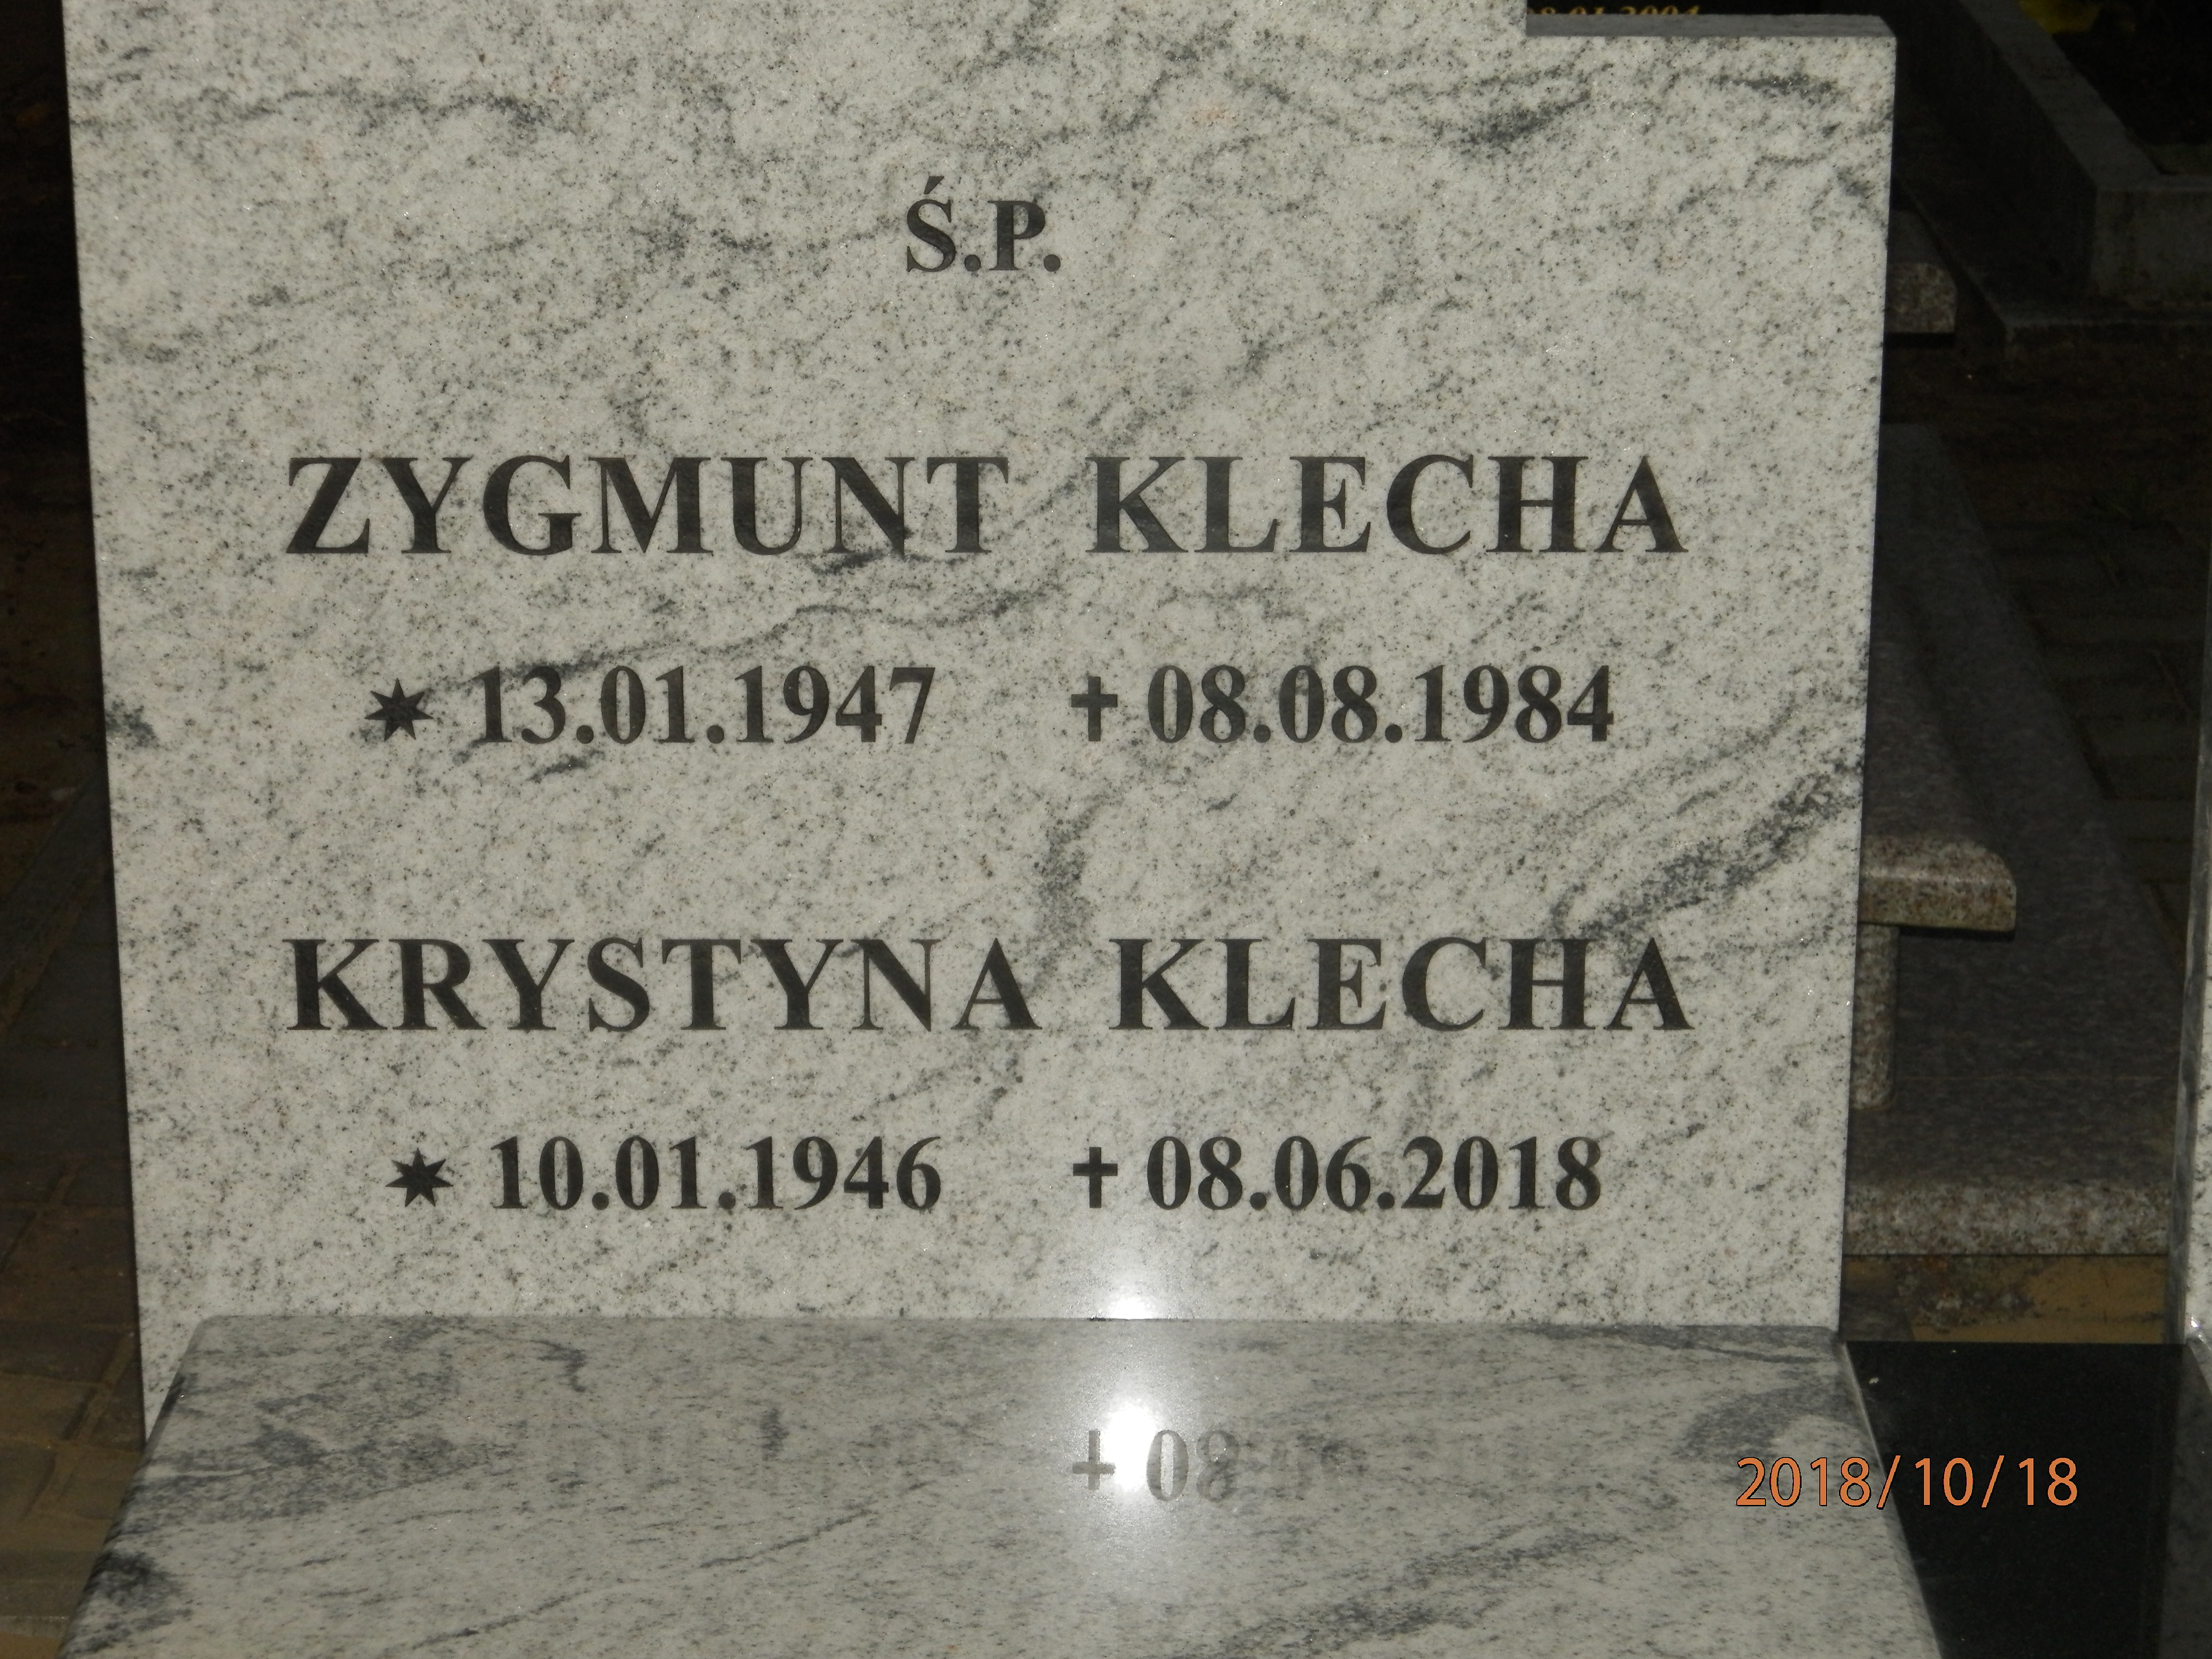 Ś.P.
ZYGMUNT KLECHA
✷ 13.01.1947 ✝ 08.08.1984
KRYSTYNA KLECHA
✷ 10.01.1946 ✝ 08.06.2018
2018/10/18